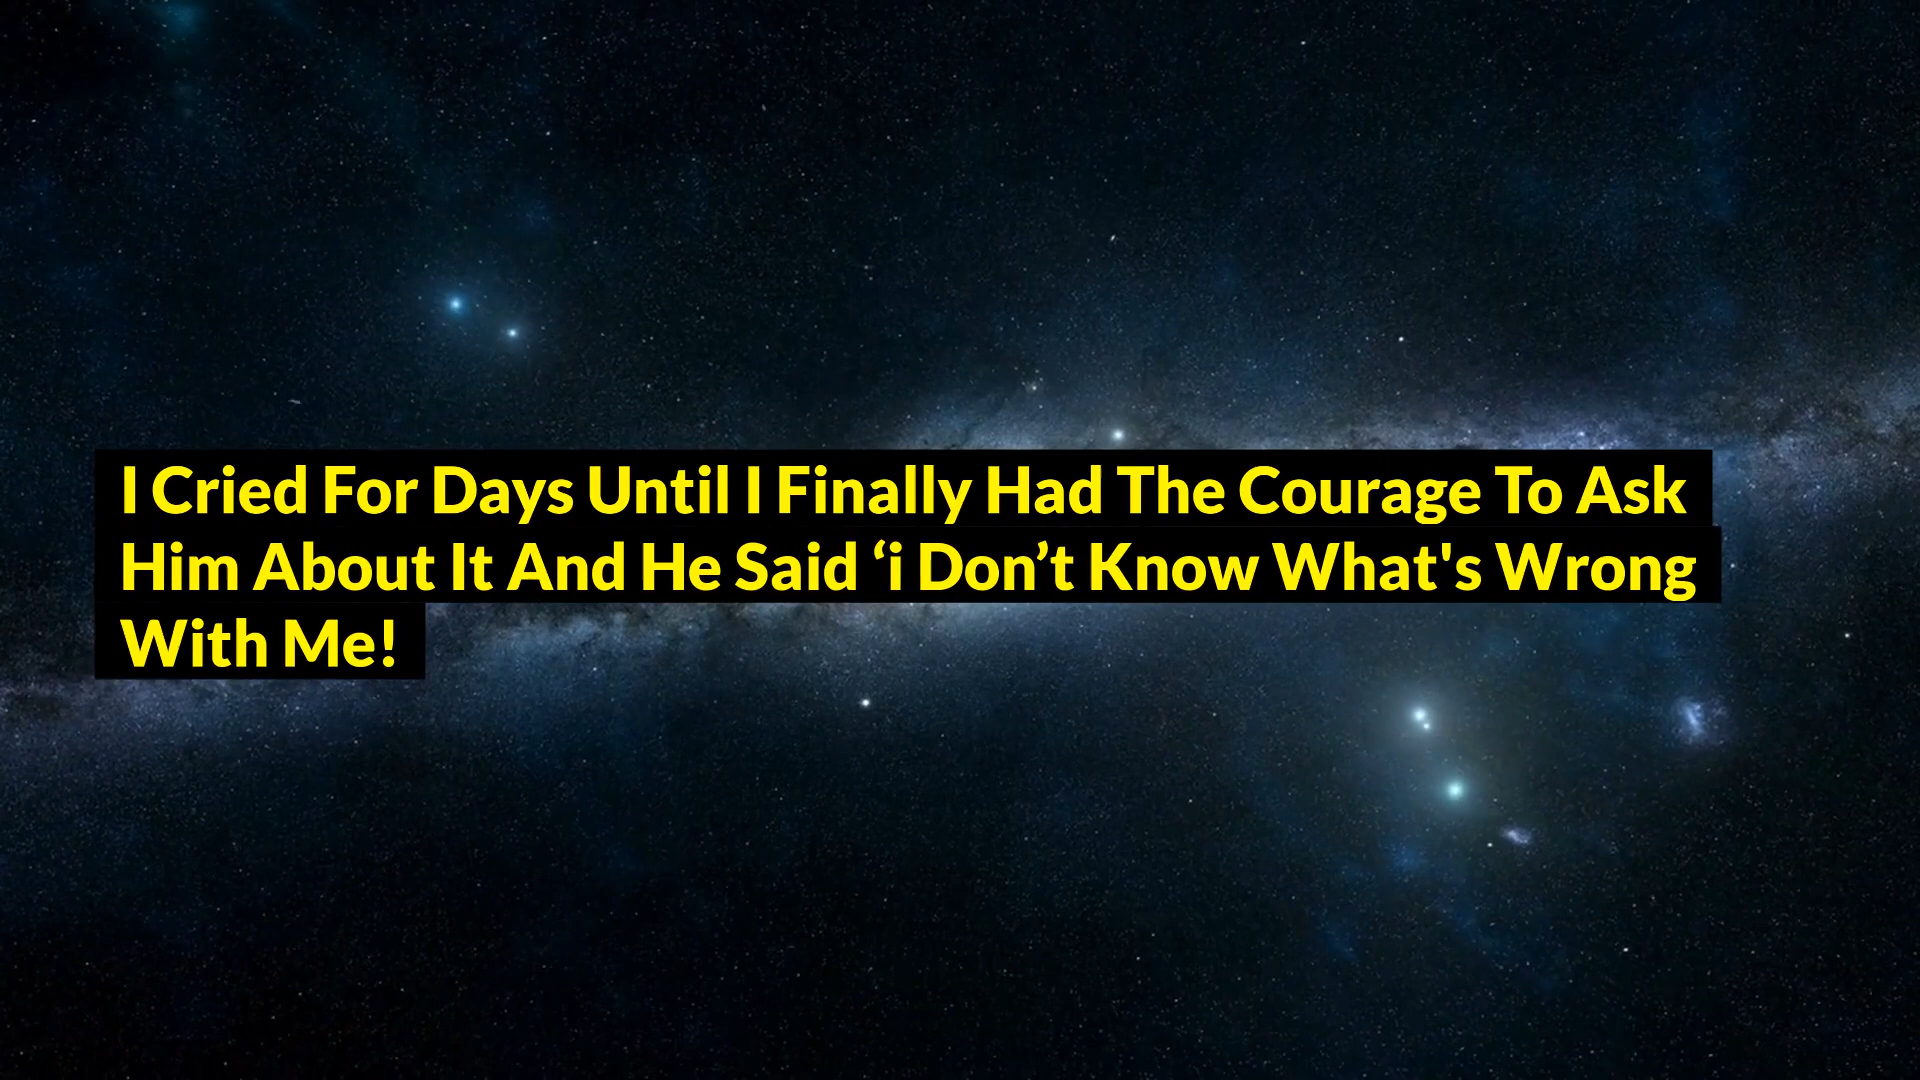 I Cried For Days Until I Finally Had The Courage To Ask
Him About It And He Said ‘i Don’t Know What's Wrong
With Me!